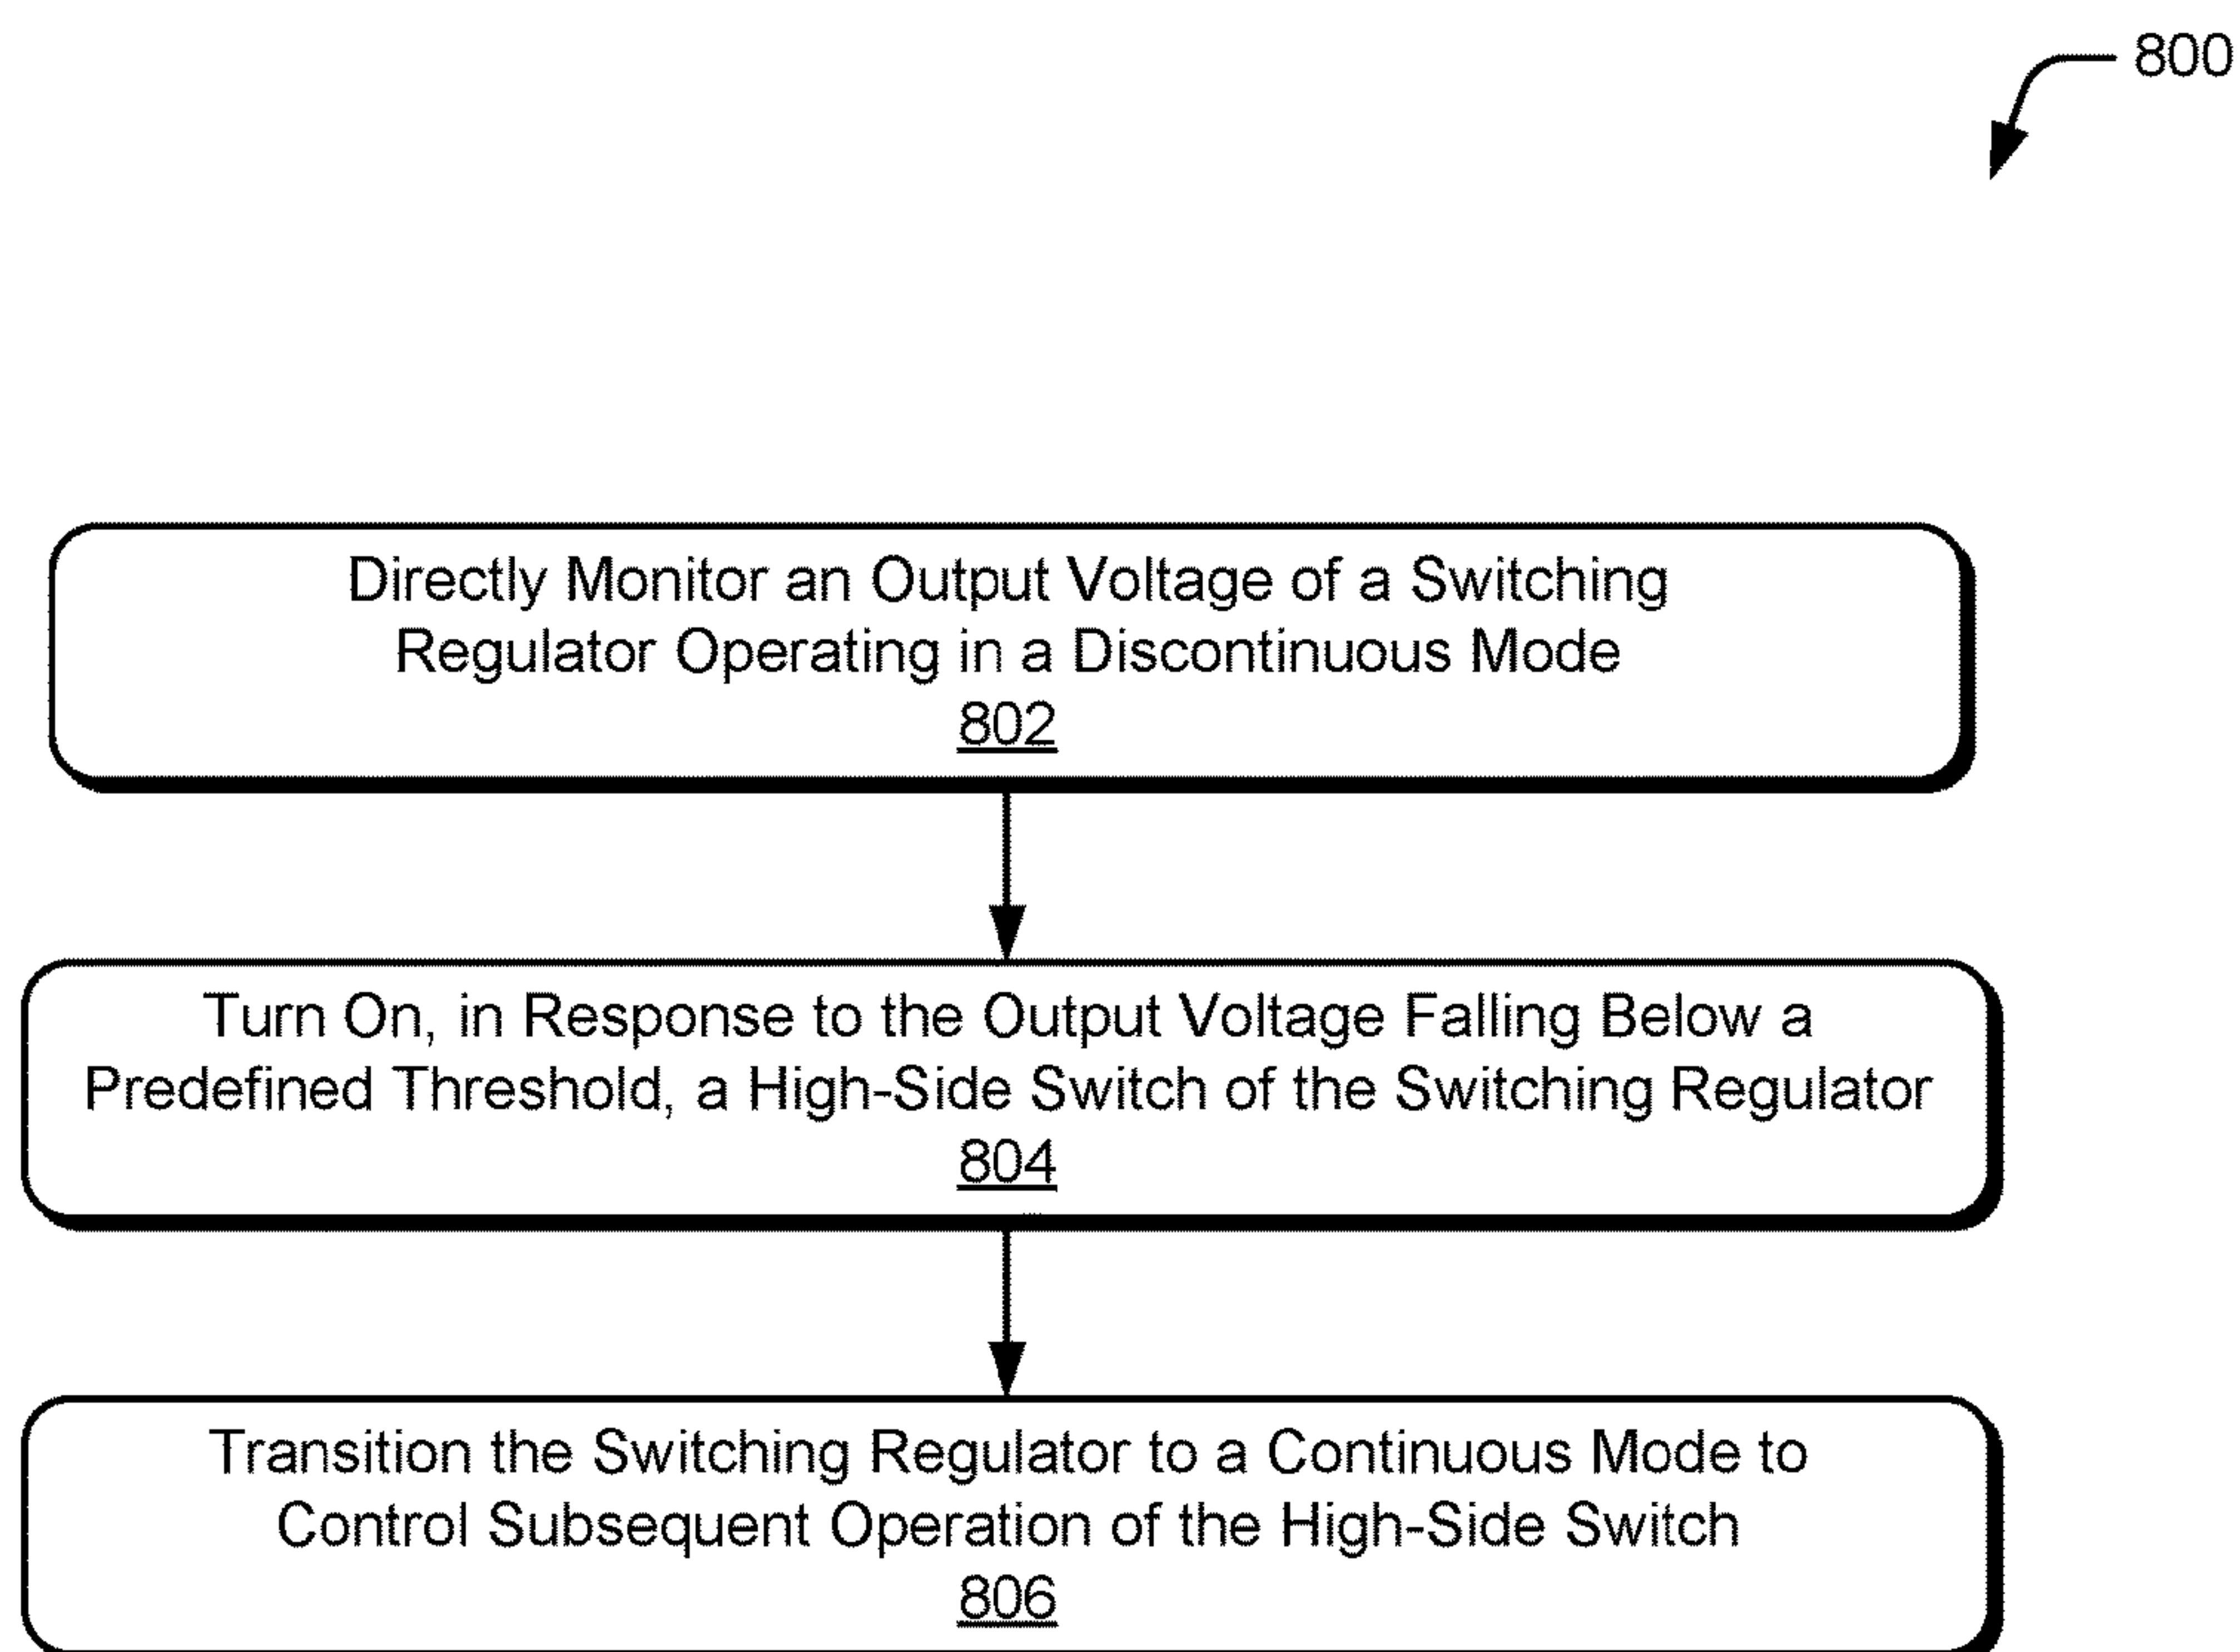 800
Directly Monitor an Output Voltage of a Switching
Regulator Operating in a Discontinuous Mode
802
Turn On, in Response to the Output Voltage Falling Below a
Predefined Threshold, a High-Side Switch of the Switching Regulator
804
Transition the Switching Regulator to a Continuous Mode to
Control Subsequent Operation of the High-Side Switch
806